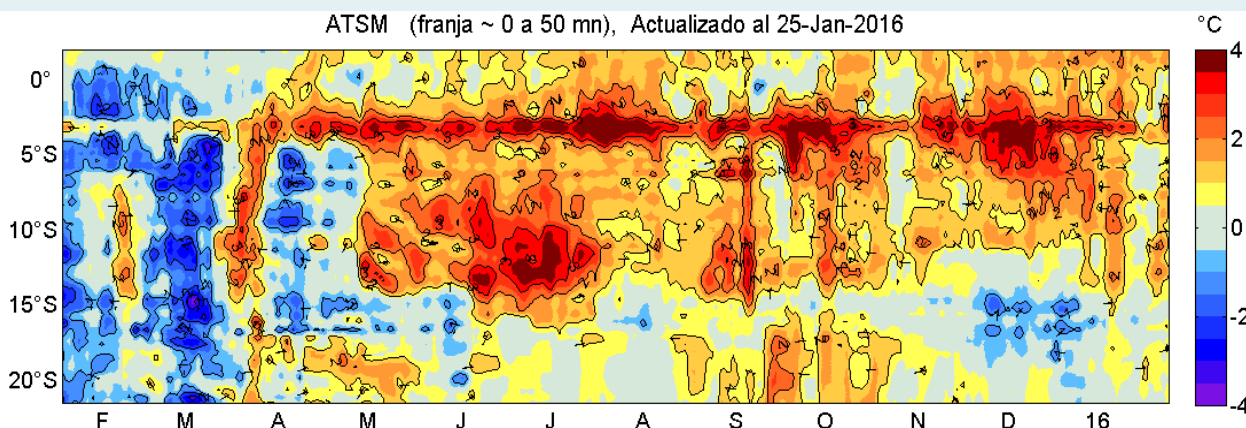 ATSM (franja ~ 0 a 50 mn), Actualizado al 25-Jan-2016
°C
0°
5°S
10°S
15°S
20°S
4
2
0
-2
-4
F M A M J J A S O N D 16